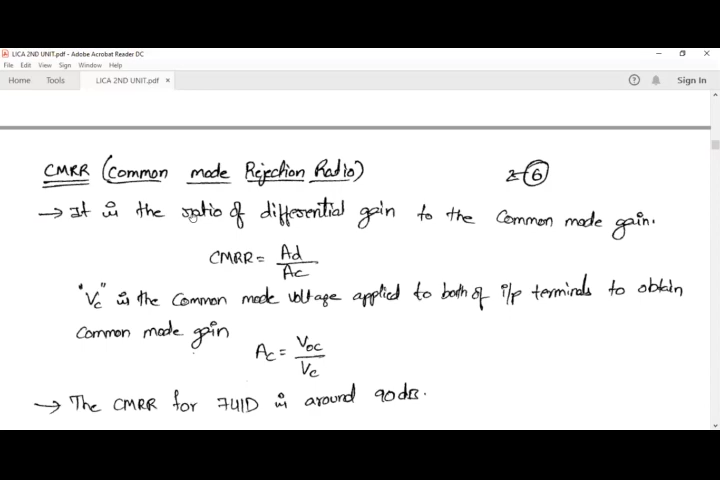 LICA 2ND UNIT.pdf - Adobe Acrobat Reader DC
File Edit View Sign Window Help
Home Tools LICA 2ND UNIT.pdf × ? Sign In
CMRR (Common mode Rejection Radio) 2-6
→ It is the ratio of differential gain to the Common mode gain.
CMRR = Ad/Ac
"Vc" is the Common mode voltage applied to both of i/p terminals to obtain
Common mode gain
Ac = Voc/Vc
→ The CMRR for 741D is around 90dB.